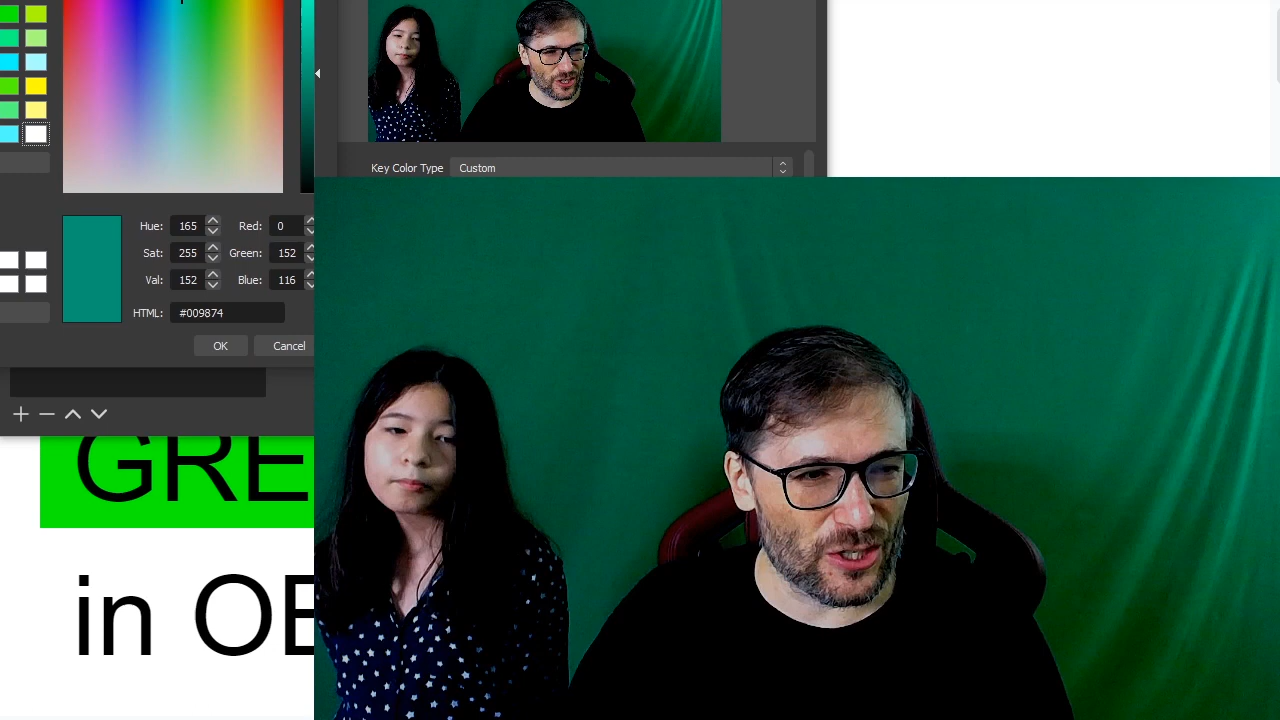 Key Color Type Custom
Hue: 165 Red: 0
Sat: 255 Green: 152
Val: 152 Blue: 116
HTML: #009874
OK Cancel
GRE
in OB